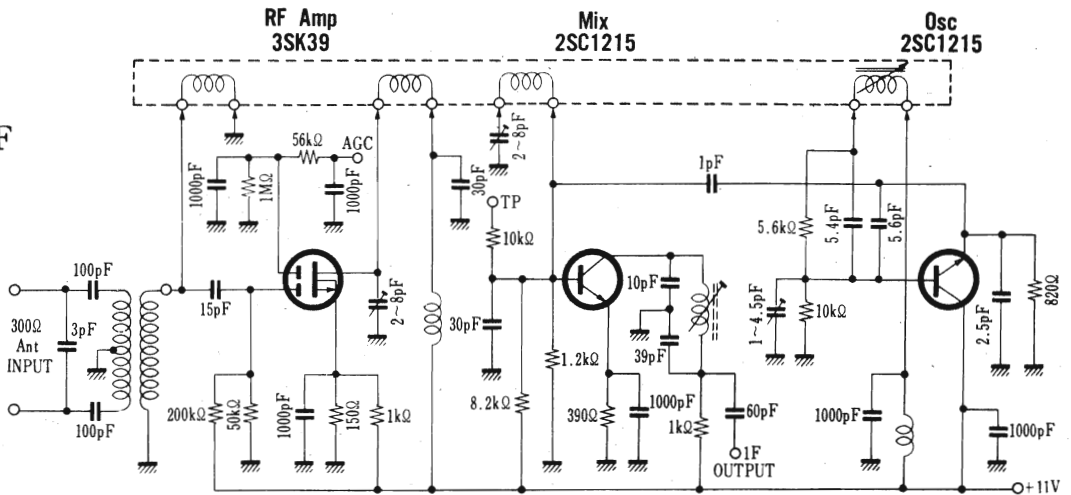 RF Amp
3SK39
Mix
2SC1215
Osc
2SC1215
F
56kΩ
AGC
1000pF
1MΩ
1000pF
30pF
2~8pF
TP
10kΩ
1pF
5.6kΩ
5.4pF
5.6pF
100pF
300Ω
Ant
INPUT
3pF
100pF
15pF
2~8pF
30pF
10pF
39pF
1~4.5pF
10kΩ
2.5pF
820Ω
200kΩ
50kΩ
1000pF
150Ω
1kΩ
8.2kΩ
1.2kΩ
390Ω
1000pF
1kΩ
60pF
1F
OUTPUT
1000pF
1000pF
+11V